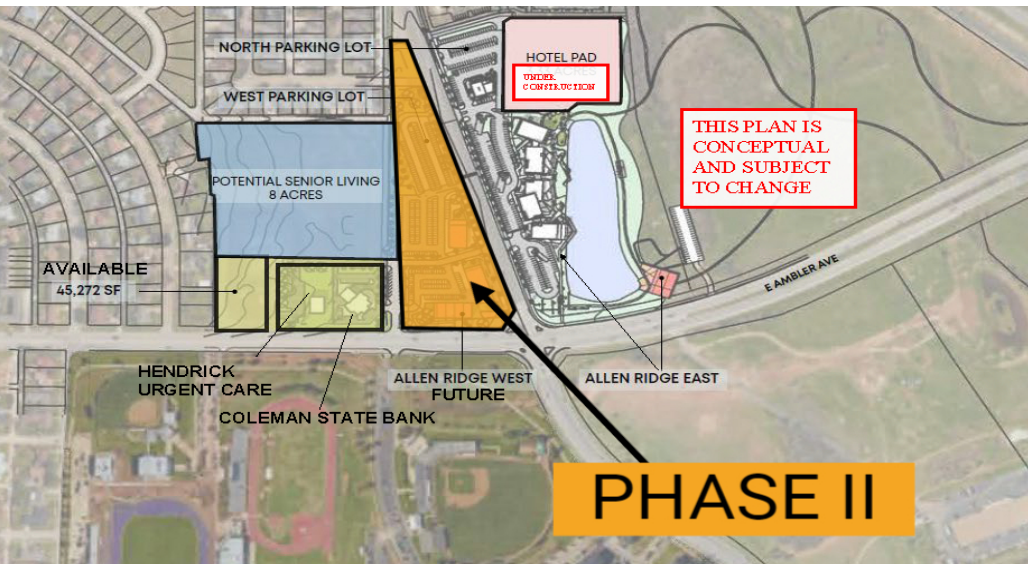 NORTH PARKING LOT
HOTEL PAD
ACRES
UNDER
CONSTRUCTION
WEST PARKING LOT
THIS PLAN IS
CONCEPTUAL
AND SUBJECT
TO CHANGE
POTENTIAL SENIOR LIVING
8 ACRES
AVAILABLE
45,272 SF
E AMBLER AVE
HENDRICK
URGENT CARE
ALLEN RIDGE WEST
FUTURE
ALLEN RIDGE EAST
COLEMAN STATE BANK
PHASE II